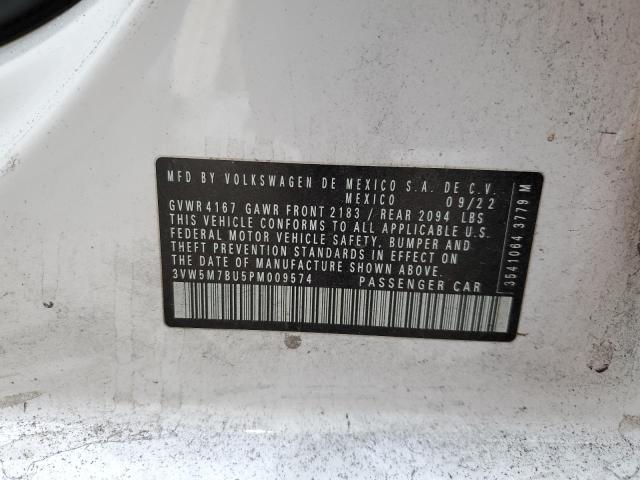 MFD BY VOLKSWAGEN DE MEXICO S.A. DE C.V.
MEXICO 09/22
GVWR 4167 GAWR FRONT 2183 / REAR 2094 LBS
THIS VEHICLE CONFORMS TO ALL APPLICABLE U.S.
FEDERAL MOTOR VEHICLE SAFETY, BUMPER AND
THEFT PREVENTION STANDARDS IN EFFECT ON
THE DATE OF MANUFACTURE SHOWN ABOVE.
3VW5M7BU5PM009574 PASSENGER CAR
3541064 3779 M